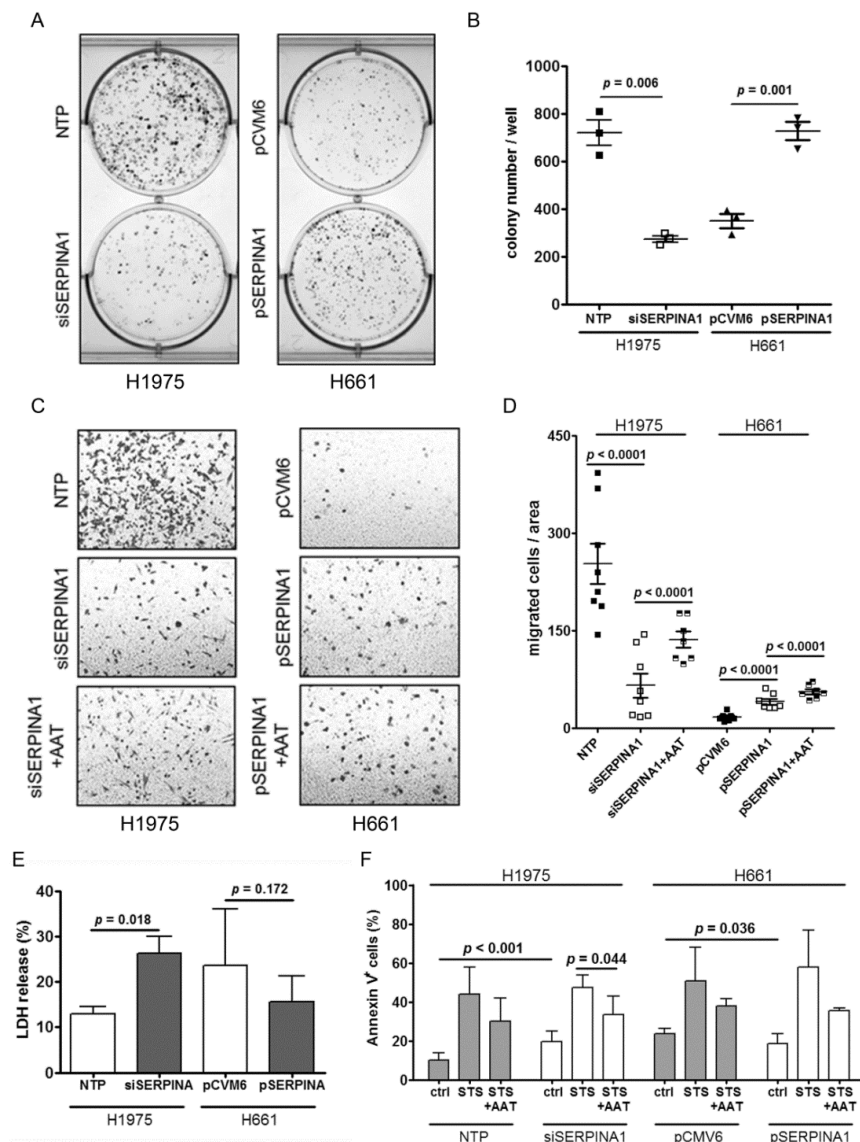 A
NTP
siSERPINA1
H1975
pCVM6
pSERPINA1
H661
B
colony number / well
1000
800
600
400
200
0
p = 0.006
p = 0.001
NTP
siSERPINA1
pCVM6
pSERPINA1
H1975
H661
C
NTP
siSERPINA1
siSERPINA1
+AAT
H1975
pCVM6
pSERPINA1
pSERPINA1
+AAT
H661
D
H1975
H661
migrated cells / area
450
300
150
0
p < 0.0001
p < 0.0001
p < 0.0001
p < 0.0001
NTP
siSERPINA1
siSERPINA1+AAT
pCVM6
pSERPINA1
pSERPINA1+AAT
E
LDH release (%)
40
30
20
10
0
p = 0.018
p = 0.172
NTP
siSERPINA
pCVM6
pSERPINA
H1975
H661
F
H1975
H661
Annexin V+ cells (%)
100
80
60
40
20
0
p < 0.001
p = 0.044
p = 0.036
ctrl STS STS
+AAT
ctrl STS STS
+AAT
ctrl STS STS
+AAT
ctrl STS STS
+AAT
NTP
siSERPINA1
pCMV6
pSERPINA1